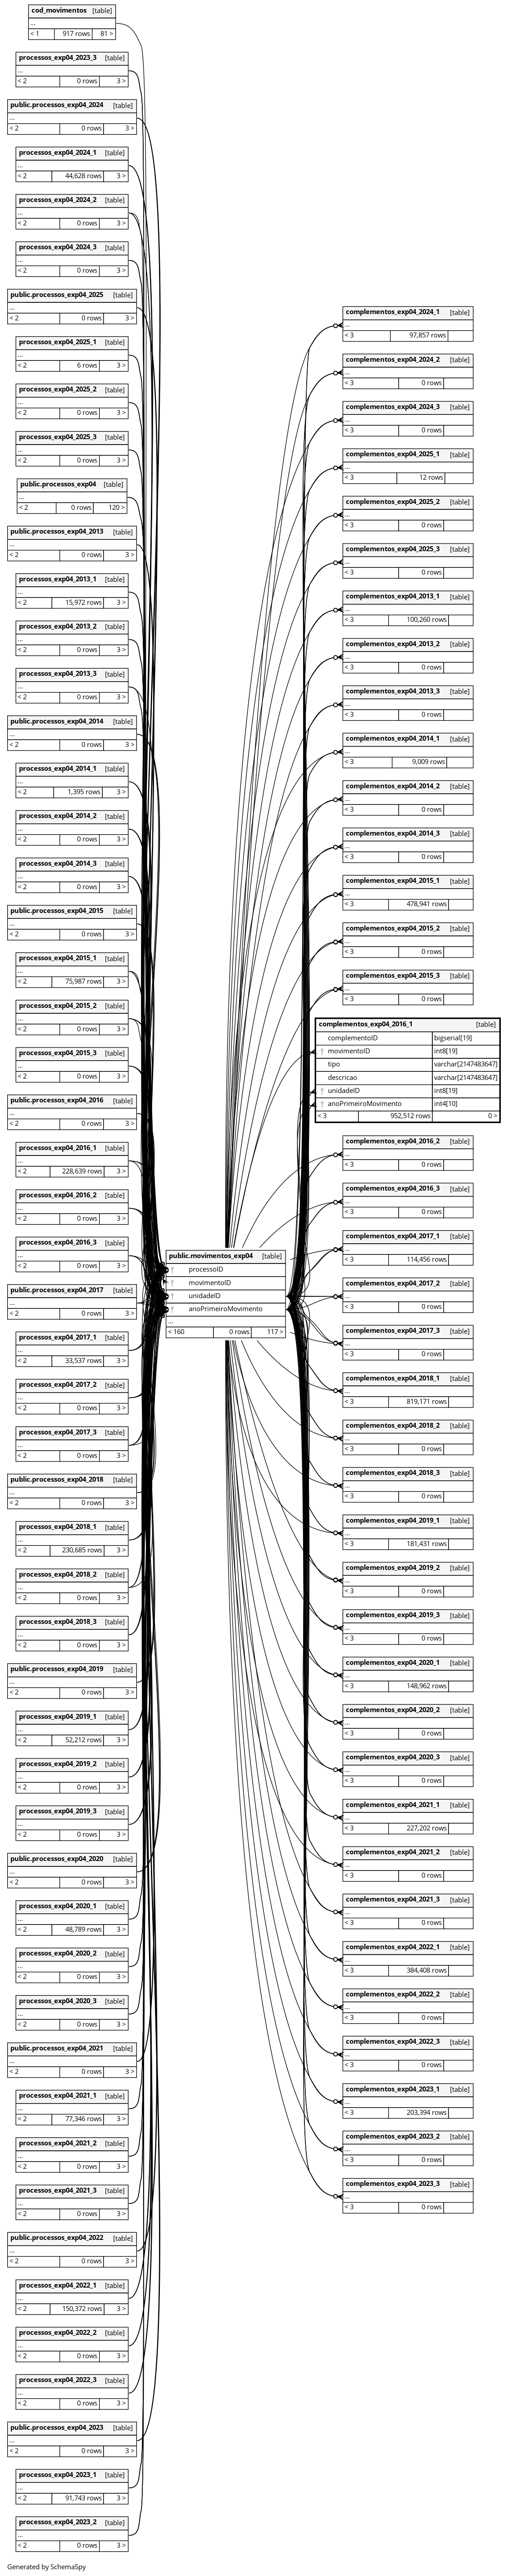 cod_movimentos [table]
...
< 1 917 rows 81 >
processos_exp04_2023_3 [table]
...
< 2 0 rows 3 >
public.processos_exp04_2024 [table]
...
< 2 0 rows 3 >
processos_exp04_2024_1 [table]
...
< 2 44,628 rows 3 >
processos_exp04_2024_2 [table]
...
< 2 0 rows 3 >
processos_exp04_2024_3 [table]
...
< 2 0 rows 3 >
public.processos_exp04_2025 [table]
...
< 2 0 rows 3 >
processos_exp04_2025_1 [table]
...
< 2 6 rows 3 >
processos_exp04_2025_2 [table]
...
< 2 0 rows 3 >
processos_exp04_2025_3 [table]
...
< 2 0 rows 3 >
public.processos_exp04 [table]
...
< 2 0 rows 120 >
public.processos_exp04_2013 [table]
...
< 2 0 rows 3 >
processos_exp04_2013_1 [table]
...
< 2 15,972 rows 3 >
processos_exp04_2013_2 [table]
...
< 2 0 rows 3 >
processos_exp04_2013_3 [table]
...
< 2 0 rows 3 >
public.processos_exp04_2014 [table]
...
< 2 0 rows 3 >
processos_exp04_2014_1 [table]
...
< 2 1,395 rows 3 >
processos_exp04_2014_2 [table]
...
< 2 0 rows 3 >
processos_exp04_2014_3 [table]
...
< 2 0 rows 3 >
public.processos_exp04_2015 [table]
...
< 2 0 rows 3 >
processos_exp04_2015_1 [table]
...
< 2 75,987 rows 3 >
processos_exp04_2015_2 [table]
...
< 2 0 rows 3 >
processos_exp04_2015_3 [table]
...
< 2 0 rows 3 >
public.processos_exp04_2016 [table]
...
< 2 0 rows 3 >
processos_exp04_2016_1 [table]
...
< 2 228,639 rows 3 >
processos_exp04_2016_2 [table]
...
< 2 0 rows 3 >
processos_exp04_2016_3 [table]
...
< 2 0 rows 3 >
public.processos_exp04_2017 [table]
...
< 2 0 rows 3 >
processos_exp04_2017_1 [table]
...
< 2 33,537 rows 3 >
processos_exp04_2017_2 [table]
...
< 2 0 rows 3 >
processos_exp04_2017_3 [table]
...
< 2 0 rows 3 >
public.processos_exp04_2018 [table]
...
< 2 0 rows 3 >
processos_exp04_2018_1 [table]
...
< 2 230,685 rows 3 >
processos_exp04_2018_2 [table]
...
< 2 0 rows 3 >
processos_exp04_2018_3 [table]
...
< 2 0 rows 3 >
public.processos_exp04_2019 [table]
...
< 2 0 rows 3 >
processos_exp04_2019_1 [table]
...
< 2 52,212 rows 3 >
processos_exp04_2019_2 [table]
...
< 2 0 rows 3 >
processos_exp04_2019_3 [table]
...
< 2 0 rows 3 >
public.processos_exp04_2020 [table]
...
< 2 0 rows 3 >
processos_exp04_2020_1 [table]
...
< 2 48,789 rows 3 >
processos_exp04_2020_2 [table]
...
< 2 0 rows 3 >
processos_exp04_2020_3 [table]
...
< 2 0 rows 3 >
public.processos_exp04_2021 [table]
...
< 2 0 rows 3 >
processos_exp04_2021_1 [table]
...
< 2 77,346 rows 3 >
processos_exp04_2021_2 [table]
...
< 2 0 rows 3 >
processos_exp04_2021_3 [table]
...
< 2 0 rows 3 >
public.processos_exp04_2022 [table]
...
< 2 0 rows 3 >
processos_exp04_2022_1 [table]
...
< 2 150,372 rows 3 >
processos_exp04_2022_2 [table]
...
< 2 0 rows 3 >
processos_exp04_2022_3 [table]
...
< 2 0 rows 3 >
public.processos_exp04_2023 [table]
...
< 2 0 rows 3 >
processos_exp04_2023_1 [table]
...
< 2 91,743 rows 3 >
processos_exp04_2023_2 [table]
...
< 2 0 rows 3 >
public.movimentos_exp04 [table]
processoID
movimentoID
unidadeID
anoPrimeiroMovimento
...
< 160 0 rows 117 >
complementos_exp04_2024_1 [table]
...
< 3 97,857 rows
complementos_exp04_2024_2 [table]
...
< 3 0 rows
complementos_exp04_2024_3 [table]
...
< 3 0 rows
complementos_exp04_2025_1 [table]
...
< 3 12 rows
complementos_exp04_2025_2 [table]
...
< 3 0 rows
complementos_exp04_2025_3 [table]
...
< 3 0 rows
complementos_exp04_2013_1 [table]
...
< 3 100,260 rows
complementos_exp04_2013_2 [table]
...
< 3 0 rows
complementos_exp04_2013_3 [table]
...
< 3 0 rows
complementos_exp04_2014_1 [table]
...
< 3 9,009 rows
complementos_exp04_2014_2 [table]
...
< 3 0 rows
complementos_exp04_2014_3 [table]
...
< 3 0 rows
complementos_exp04_2015_1 [table]
...
< 3 478,941 rows
complementos_exp04_2015_2 [table]
...
< 3 0 rows
complementos_exp04_2015_3 [table]
...
< 3 0 rows
complementos_exp04_2016_1 [table]
complementoID bigserial[19]
movimentoID int8[19]
tipo varchar[2147483647]
descricao varchar[2147483647]
unidadeID int8[19]
anoPrimeiroMovimento int4[10]
< 3 952,512 rows 0 >
complementos_exp04_2016_2 [table]
...
< 3 0 rows
complementos_exp04_2016_3 [table]
...
< 3 0 rows
complementos_exp04_2017_1 [table]
...
< 3 114,456 rows
complementos_exp04_2017_2 [table]
...
< 3 0 rows
complementos_exp04_2017_3 [table]
...
< 3 0 rows
complementos_exp04_2018_1 [table]
...
< 3 819,171 rows
complementos_exp04_2018_2 [table]
...
< 3 0 rows
complementos_exp04_2018_3 [table]
...
< 3 0 rows
complementos_exp04_2019_1 [table]
...
< 3 181,431 rows
complementos_exp04_2019_2 [table]
...
< 3 0 rows
complementos_exp04_2019_3 [table]
...
< 3 0 rows
complementos_exp04_2020_1 [table]
...
< 3 148,962 rows
complementos_exp04_2020_2 [table]
...
< 3 0 rows
complementos_exp04_2020_3 [table]
...
< 3 0 rows
complementos_exp04_2021_1 [table]
...
< 3 227,202 rows
complementos_exp04_2021_2 [table]
...
< 3 0 rows
complementos_exp04_2021_3 [table]
...
< 3 0 rows
complementos_exp04_2022_1 [table]
...
< 3 384,408 rows
complementos_exp04_2022_2 [table]
...
< 3 0 rows
complementos_exp04_2022_3 [table]
...
< 3 0 rows
complementos_exp04_2023_1 [table]
...
< 3 203,394 rows
complementos_exp04_2023_2 [table]
...
< 3 0 rows
complementos_exp04_2023_3 [table]
...
< 3 0 rows
Generated by SchemaSpy